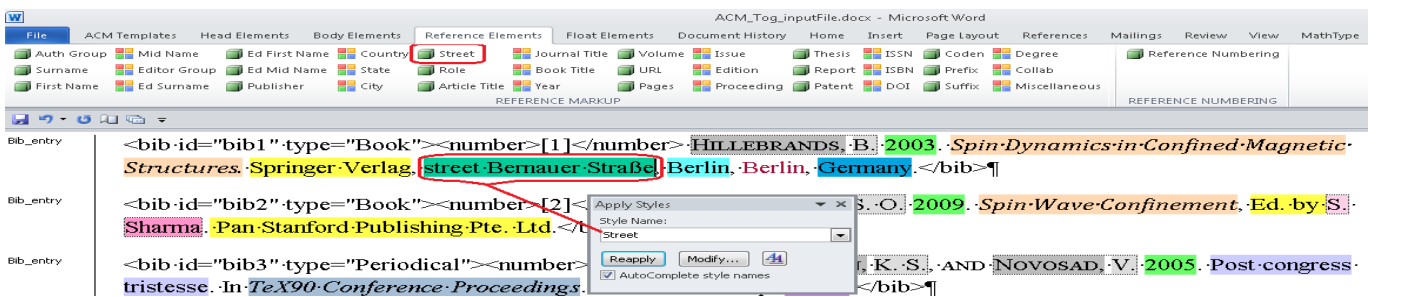 W ACM_Tog_inputFile.docx - Microsoft Word
File ACM Templates Head Elements Body Elements Reference Elements Float Elements Document History Home Insert Page Layout References Mailings Review View MathType
Auth Group Mid Name Ed First Name Country Street Journal Title Volume Issue Thesis ISSN Coden Degree Reference Numbering
Surname Editor Group Ed Mid Name State Role Book Title URL Edition Report ISBN Prefix Collab
First Name Ed Surname Publisher City Article Title Year Pages Proceeding Patent DOI Suffix Miscellaneous
REFERENCE MARKUP REFERENCE NUMBERING
Bib_entry <bib·id="bib1"·type="Book"><number>[1]</number>·HILLEBRANDS,·B.·2003.·Spin·Dynamics·in·Confined·Magnetic·
Structures.·Springer·Verlag,·street·Bernauer·Straße,·Berlin,·Berlin,·Germany.</bib>¶
Bib_entry <bib·id="bib2"·type="Book"><number>[2]< S.·O.·2009.·Spin·Wave·Confinement,·Ed.·by·S.·
Sharma.·Pan·Stanford·Publishing·Pte.·Ltd.</b
Apply Styles
Style Name:
Street
Reapply Modify...
AutoComplete style names
Bib_entry <bib·id="bib3"·type="Periodical"><number> K.·S.,·AND·NOVOSAD,·V.·2005.·Post·congress·
tristesse.·In·TeX90·Conference·Proceedings. </bib>¶